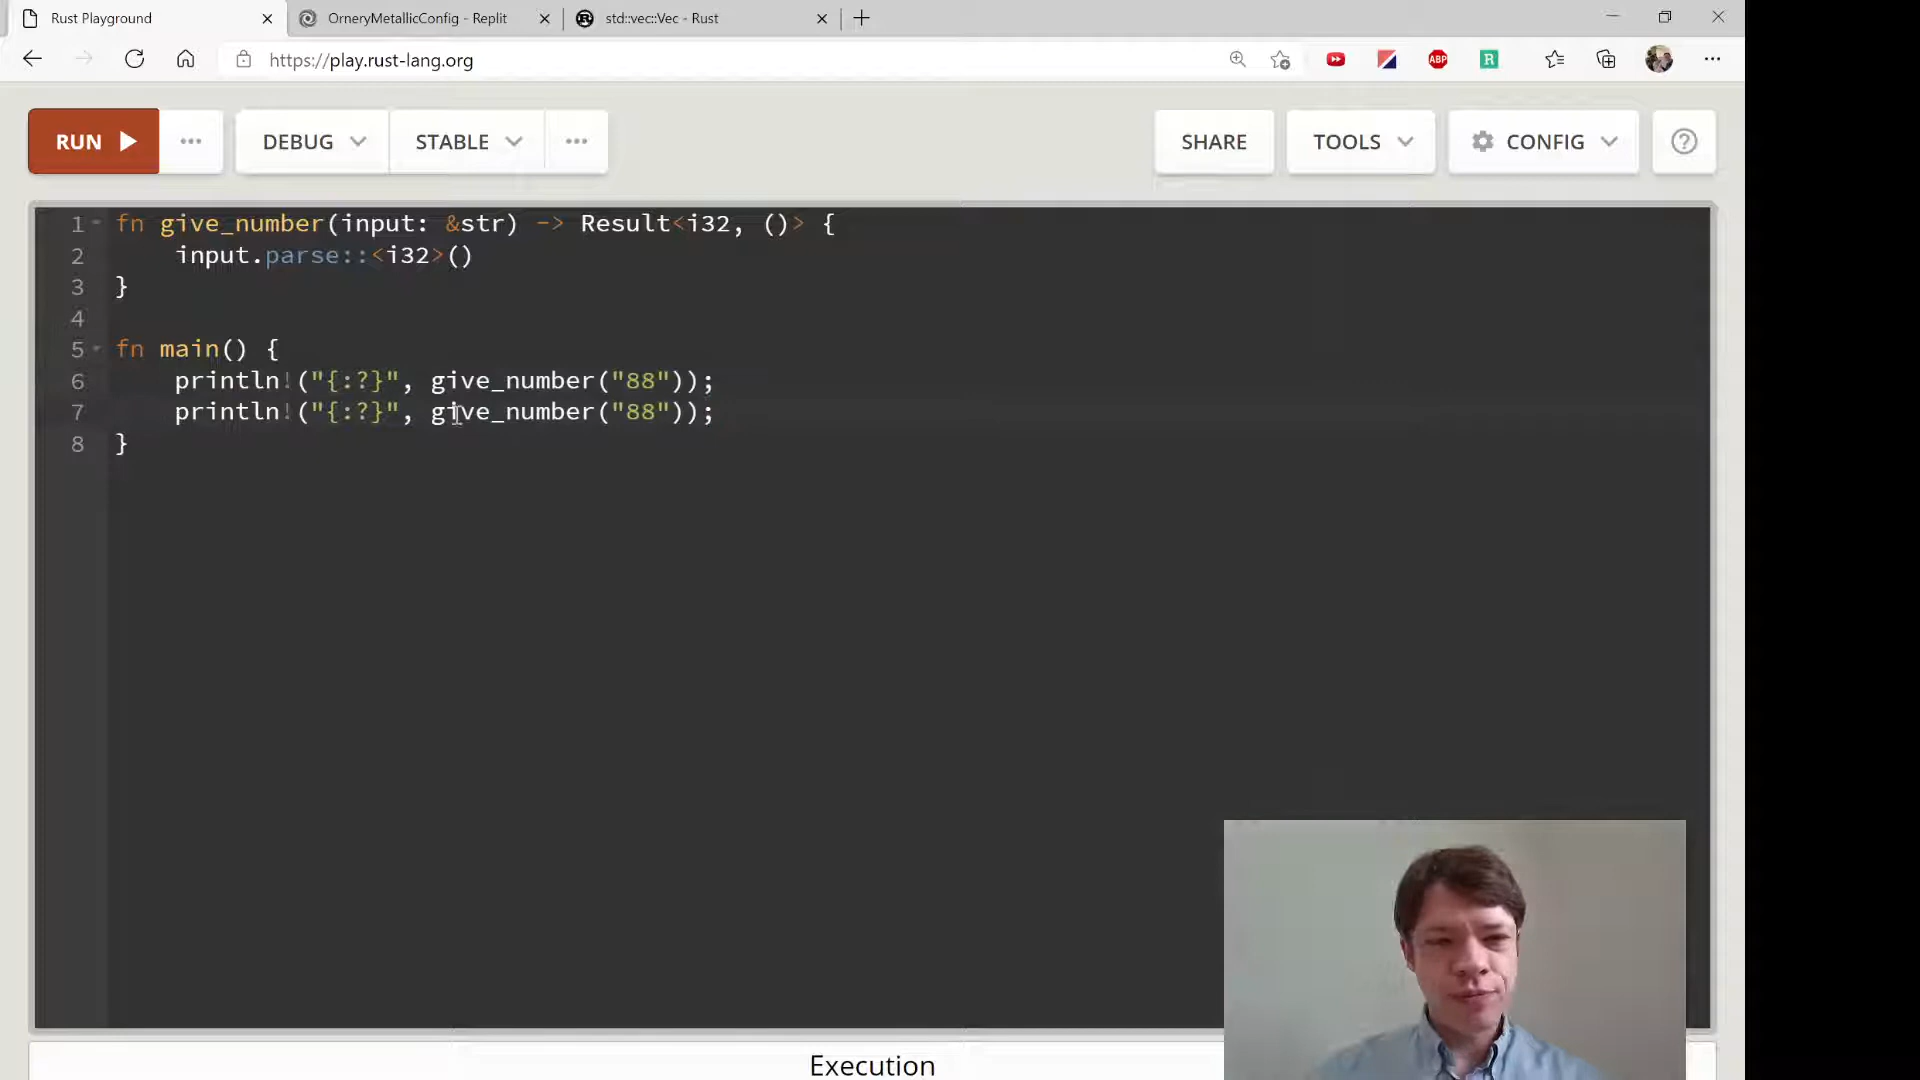 Rust Playground
OrneryMetallicConfig - Replit
std::vec::Vec - Rust
https://play.rust-lang.org
ABP
R
RUN
DEBUG
STABLE
SHARE
TOOLS
CONFIG
1 fn give_number(input: &str) -> Result<i32, ()> {
2 input.parse::<i32>()
3 }
4
5 fn main() {
6 println!("{:?}", give_number("88"));
7 println!("{:?}", give_number("88"));
8 }
Execution